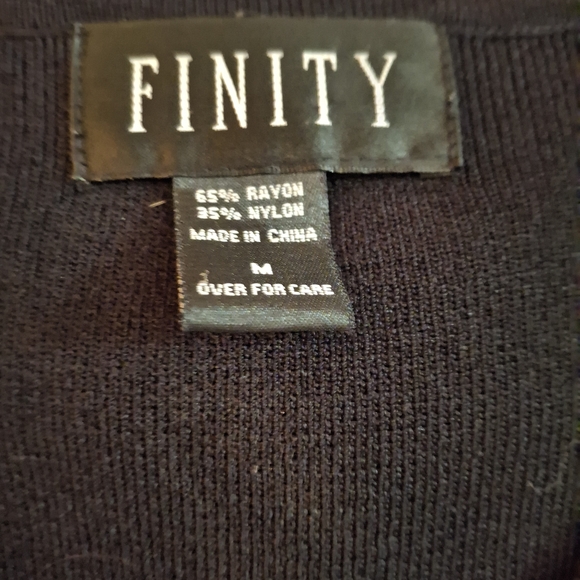 FINITY
65% RAYON
35% NYLON
MADE IN CHINA
M
OVER FOR CARE